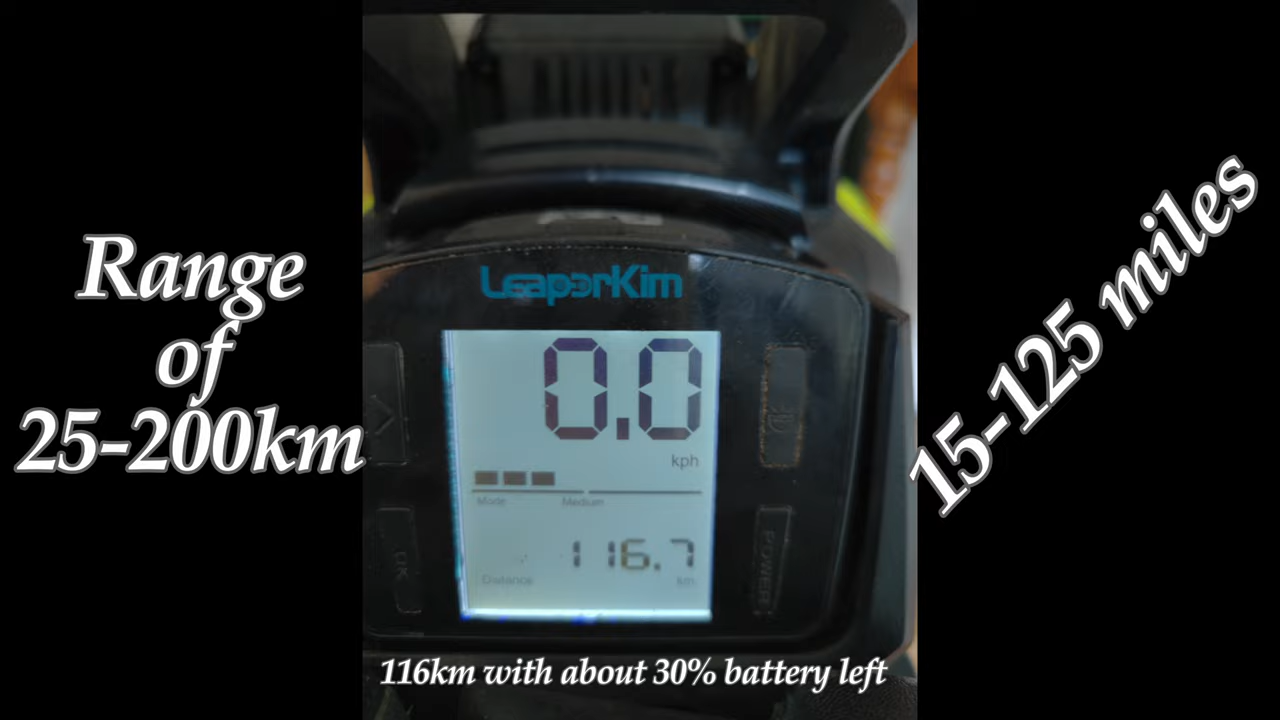 Range
of
25-200km
15-125 miles
LeaperKim
0.0
kph
Mode Medium
116.7
Distance km
OK
POWER
116km with about 30% battery left